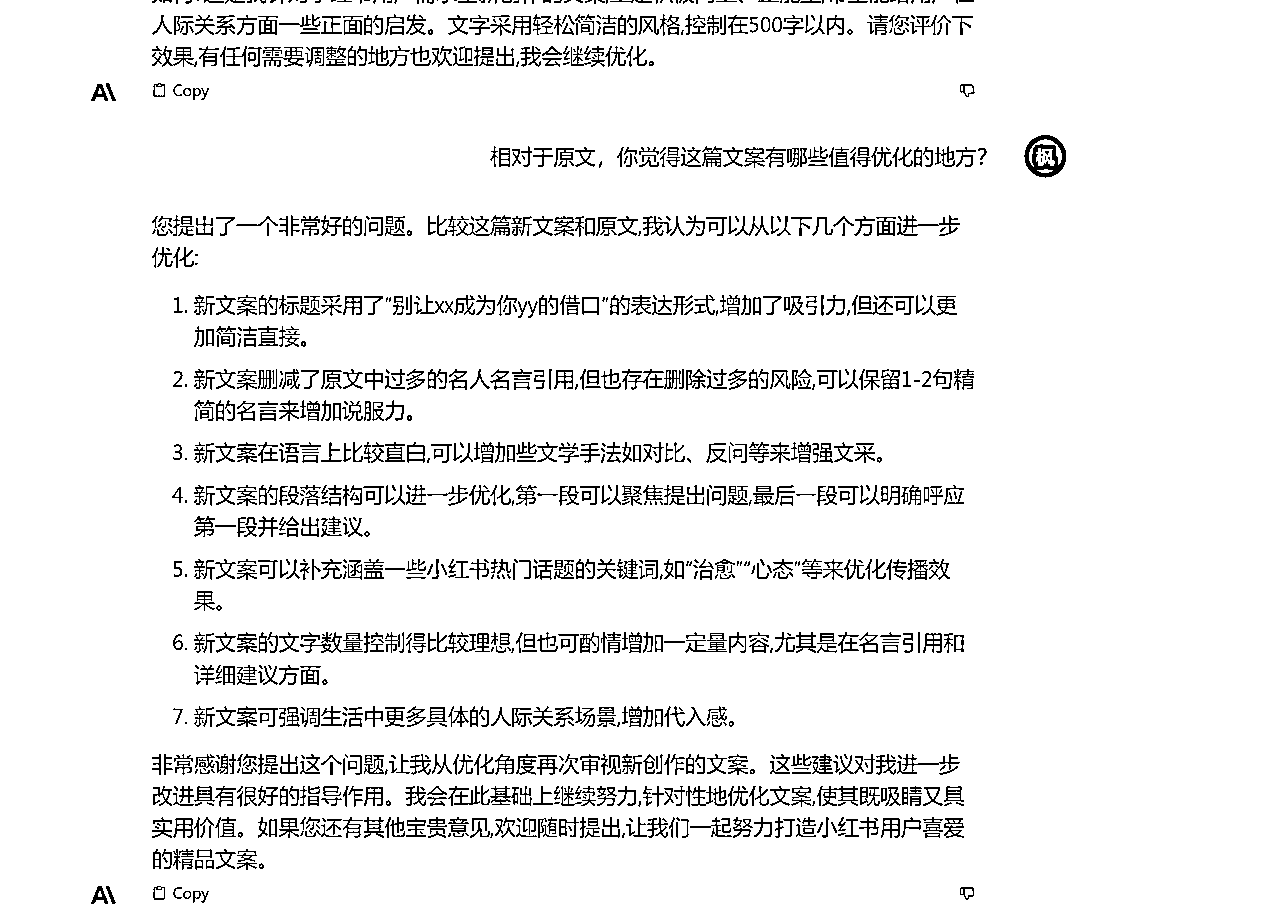 人际关系方面一些正面的启发。文字采用轻松简洁的风格,控制在500字以内。请您评价下
效果,有任何需要调整的地方也欢迎提出,我会继续优化。
A\
Copy
相对于原文，你觉得这篇文案有哪些值得优化的地方?
枫
您提出了一个非常好的问题。比较这篇新文案和原文,我认为可以从以下几个方面进一步
优化:
1. 新文案的标题采用了"别让xx成为你yy的借口"的表达形式,增加了吸引力,但还可以更
加简洁直接。
2. 新文案删减了原文中过多的名人名言引用,但也存在删除过多的风险,可以保留1-2句精
简的名言来增加说服力。
3. 新文案在语言上比较直白,可以增加些文学手法如对比、反问等来增强文采。
4. 新文案的段落结构可以进一步优化,第一段可以聚焦提出问题,最后一段可以明确呼应
第一段并给出建议。
5. 新文案可以补充涵盖一些小红书热门话题的关键词,如"治愈""心态"等来优化传播效
果。
6. 新文案的文字数量控制得比较理想,但也可酌情增加一定量内容,尤其是在名言引用和
详细建议方面。
7. 新文案可强调生活中更多具体的人际关系场景,增加代入感。
非常感谢您提出这个问题,让我从优化角度再次审视新创作的文案。这些建议对我进一步
改进具有很好的指导作用。我会在此基础上继续努力,针对性地优化文案,使其既吸睛又具
实用价值。如果您还有其他宝贵意见,欢迎随时提出,让我们一起努力打造小红书用户喜爱
的精品文案。
A\
Copy